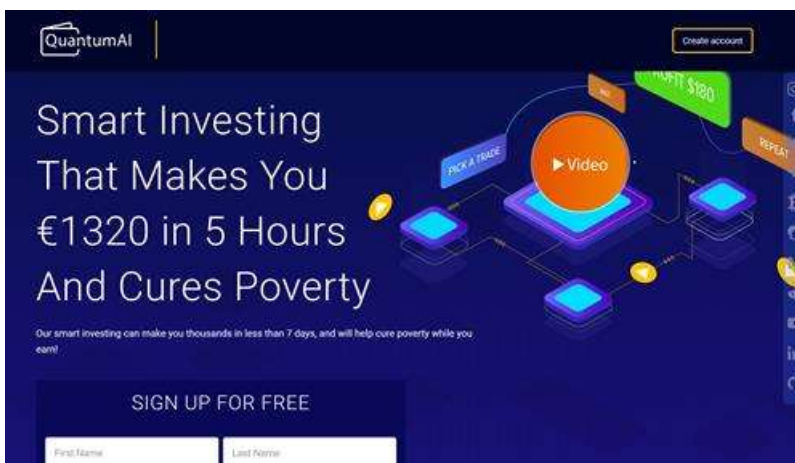 QuantumAI
Create account
Smart Investing
That Makes You
€1320 in 5 Hours
And Cures Poverty
Our smart investing can make you thousands in less than 7 days, and will help cure poverty while you
earn!
PROFIT $180
PICK A TRADE
Video
REPEAT
SIGN UP FOR FREE
First Name
Last Name